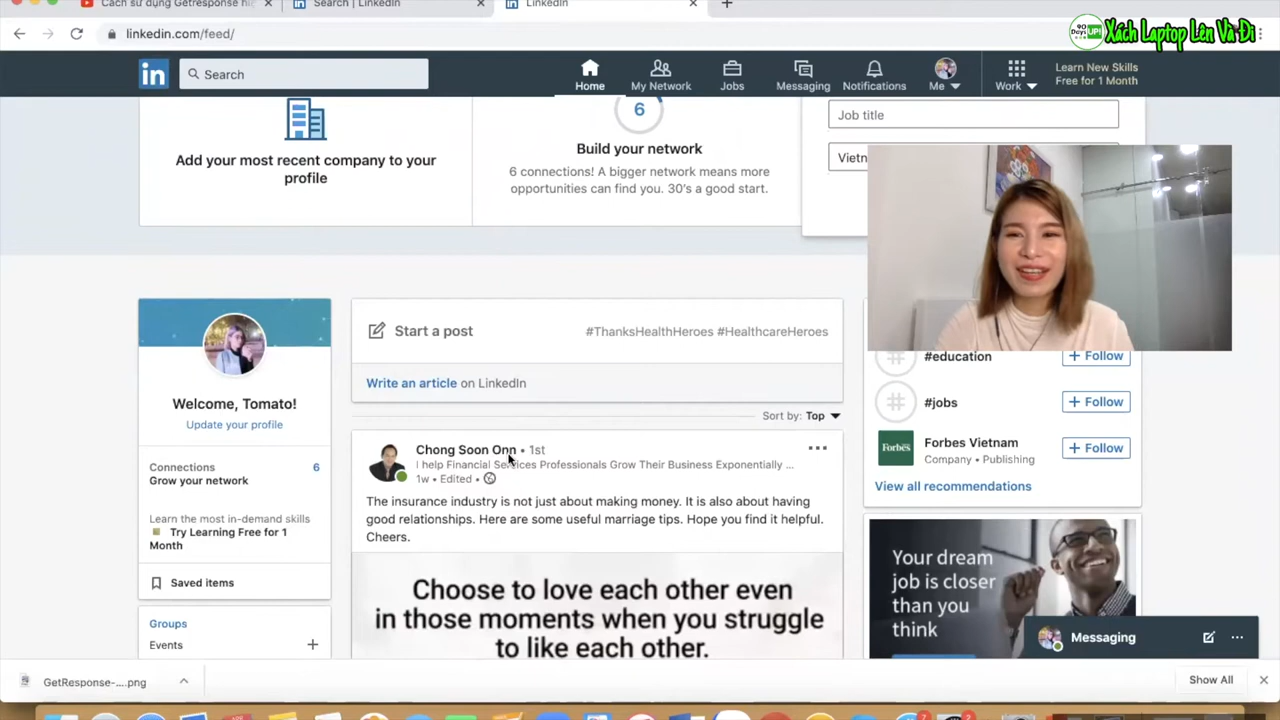 Cách sử dụng Getresponse hi
Search | LinkedIn
LinkedIn
linkedin.com/feed/
90 Days UP! Xách Laptop Lên Và Đi
in
Search
Home
My Network
Jobs
Messaging
Notifications
Me
Work
Learn New Skills
Free for 1 Month
Add your most recent company to your
profile
6
Build your network
6 connections! A bigger network means more
opportunities can find you. 30's a good start.
Job title
Vietn
Welcome, Tomato!
Update your profile
Connections 6
Grow your network
Learn the most in-demand skills
Try Learning Free for 1
Month
Saved items
Groups
Events +
Start a post #ThanksHealthHeroes #HealthcareHeroes
Write an article on LinkedIn
Sort by: Top
Chong Soon Onn • 1st
I help Financial Services Professionals Grow Their Business Exponentially ...
1w • Edited •
The insurance industry is not just about making money. It is also about having
good relationships. Here are some useful marriage tips. Hope you find it helpful.
Cheers.
Choose to love each other even
in those moments when you struggle
to like each other.
#education + Follow
#jobs + Follow
Forbes
Forbes Vietnam + Follow
Company • Publishing
View all recommendations
Your dream
job is closer
than you
think
Messaging
GetResponse-....png
Show All